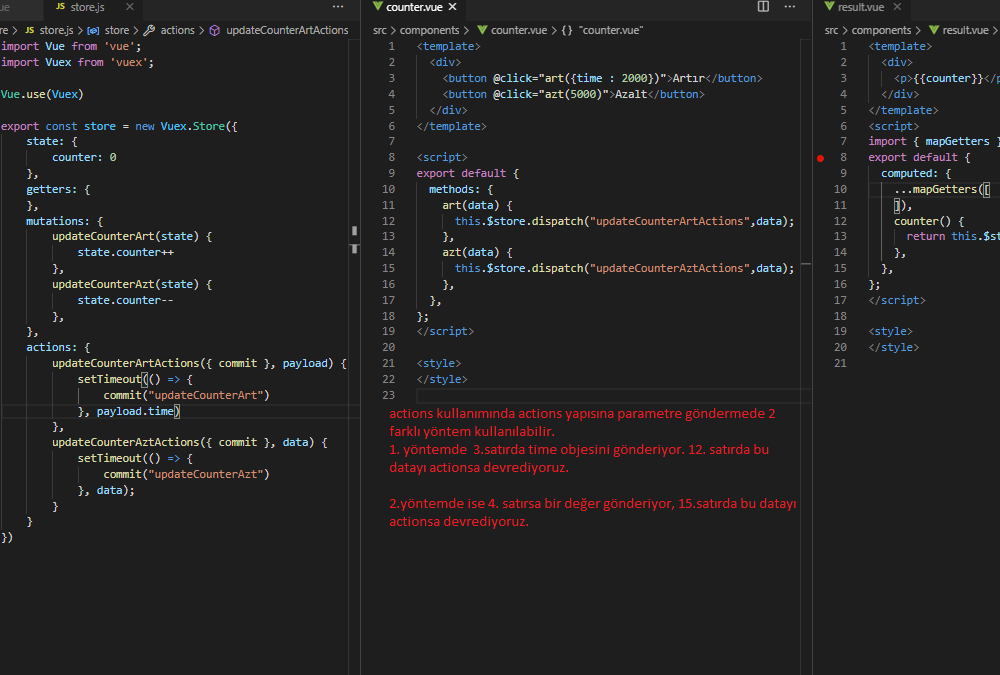 ue
JS store.js ×
···
re > JS store.js > store > actions > updateCounterArtActions
import Vue from 'vue';
import Vuex from 'vuex';
Vue.use(Vuex)
export const store = new Vuex.Store({
state: {
counter: 0
},
getters: {
},
mutations: {
updateCounterArt(state) {
state.counter++
},
updateCounterAzt(state) {
state.counter--
},
},
actions: {
updateCounterArtActions({ commit }, payload) {
setTimeout(() => {
commit("updateCounterArt")
}, payload.time)
},
updateCounterAztActions({ commit }, data) {
setTimeout(() => {
commit("updateCounterAzt")
}, data);
}
}
})
counter.vue ×
···
src > components > counter.vue > {} "counter.vue"
1 <template>
2 <div>
3 <button @click="art({time : 2000})">Artır</button>
4 <button @click="azt(5000)">Azalt</button>
5 </div>
6 </template>
7
8 <script>
9 export default {
10 methods: {
11 art(data) {
12 this.$store.dispatch("updateCounterArtActions",data);
13 },
14 azt(data) {
15 this.$store.dispatch("updateCounterAztActions",data);
16 },
17 },
18 };
19 </script>
20
21 <style>
22 </style>
23
actions kullanımında actions yapısına parametre göndermede 2
farklı yöntem kullanılabilir.
1. yöntemde 3.satırda time objesini gönderiyor. 12. satırda bu
datayı actionsa devrediyoruz.
2.yöntemde ise 4. satırsa bir değer gönderiyor, 15.satırda bu datayı
actionsa devrediyoruz.
result.vue ×
src > components > result.vue >
1 <template>
2 <div>
3 <p>{{counter}}</p
4 </div>
5 </template>
6 <script>
7 import { mapGetters }
8 export default {
9 computed: {
10 ...mapGetters([
11 ]),
12 counter() {
13 return this.$st
14 },
15 },
16 };
17 </script>
18
19 <style>
20 </style>
21